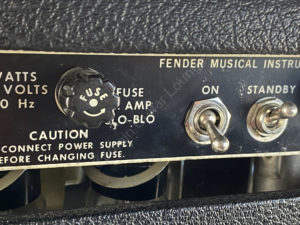 FENDER MUSICAL INSTRU
WATTS
VOLTS
0 Hz
FUSE
FUSE
AMP
O-BLO
ON
STANDBY
CAUTION
CONNECT POWER SUPPLY
BEFORE CHANGING FUSE.